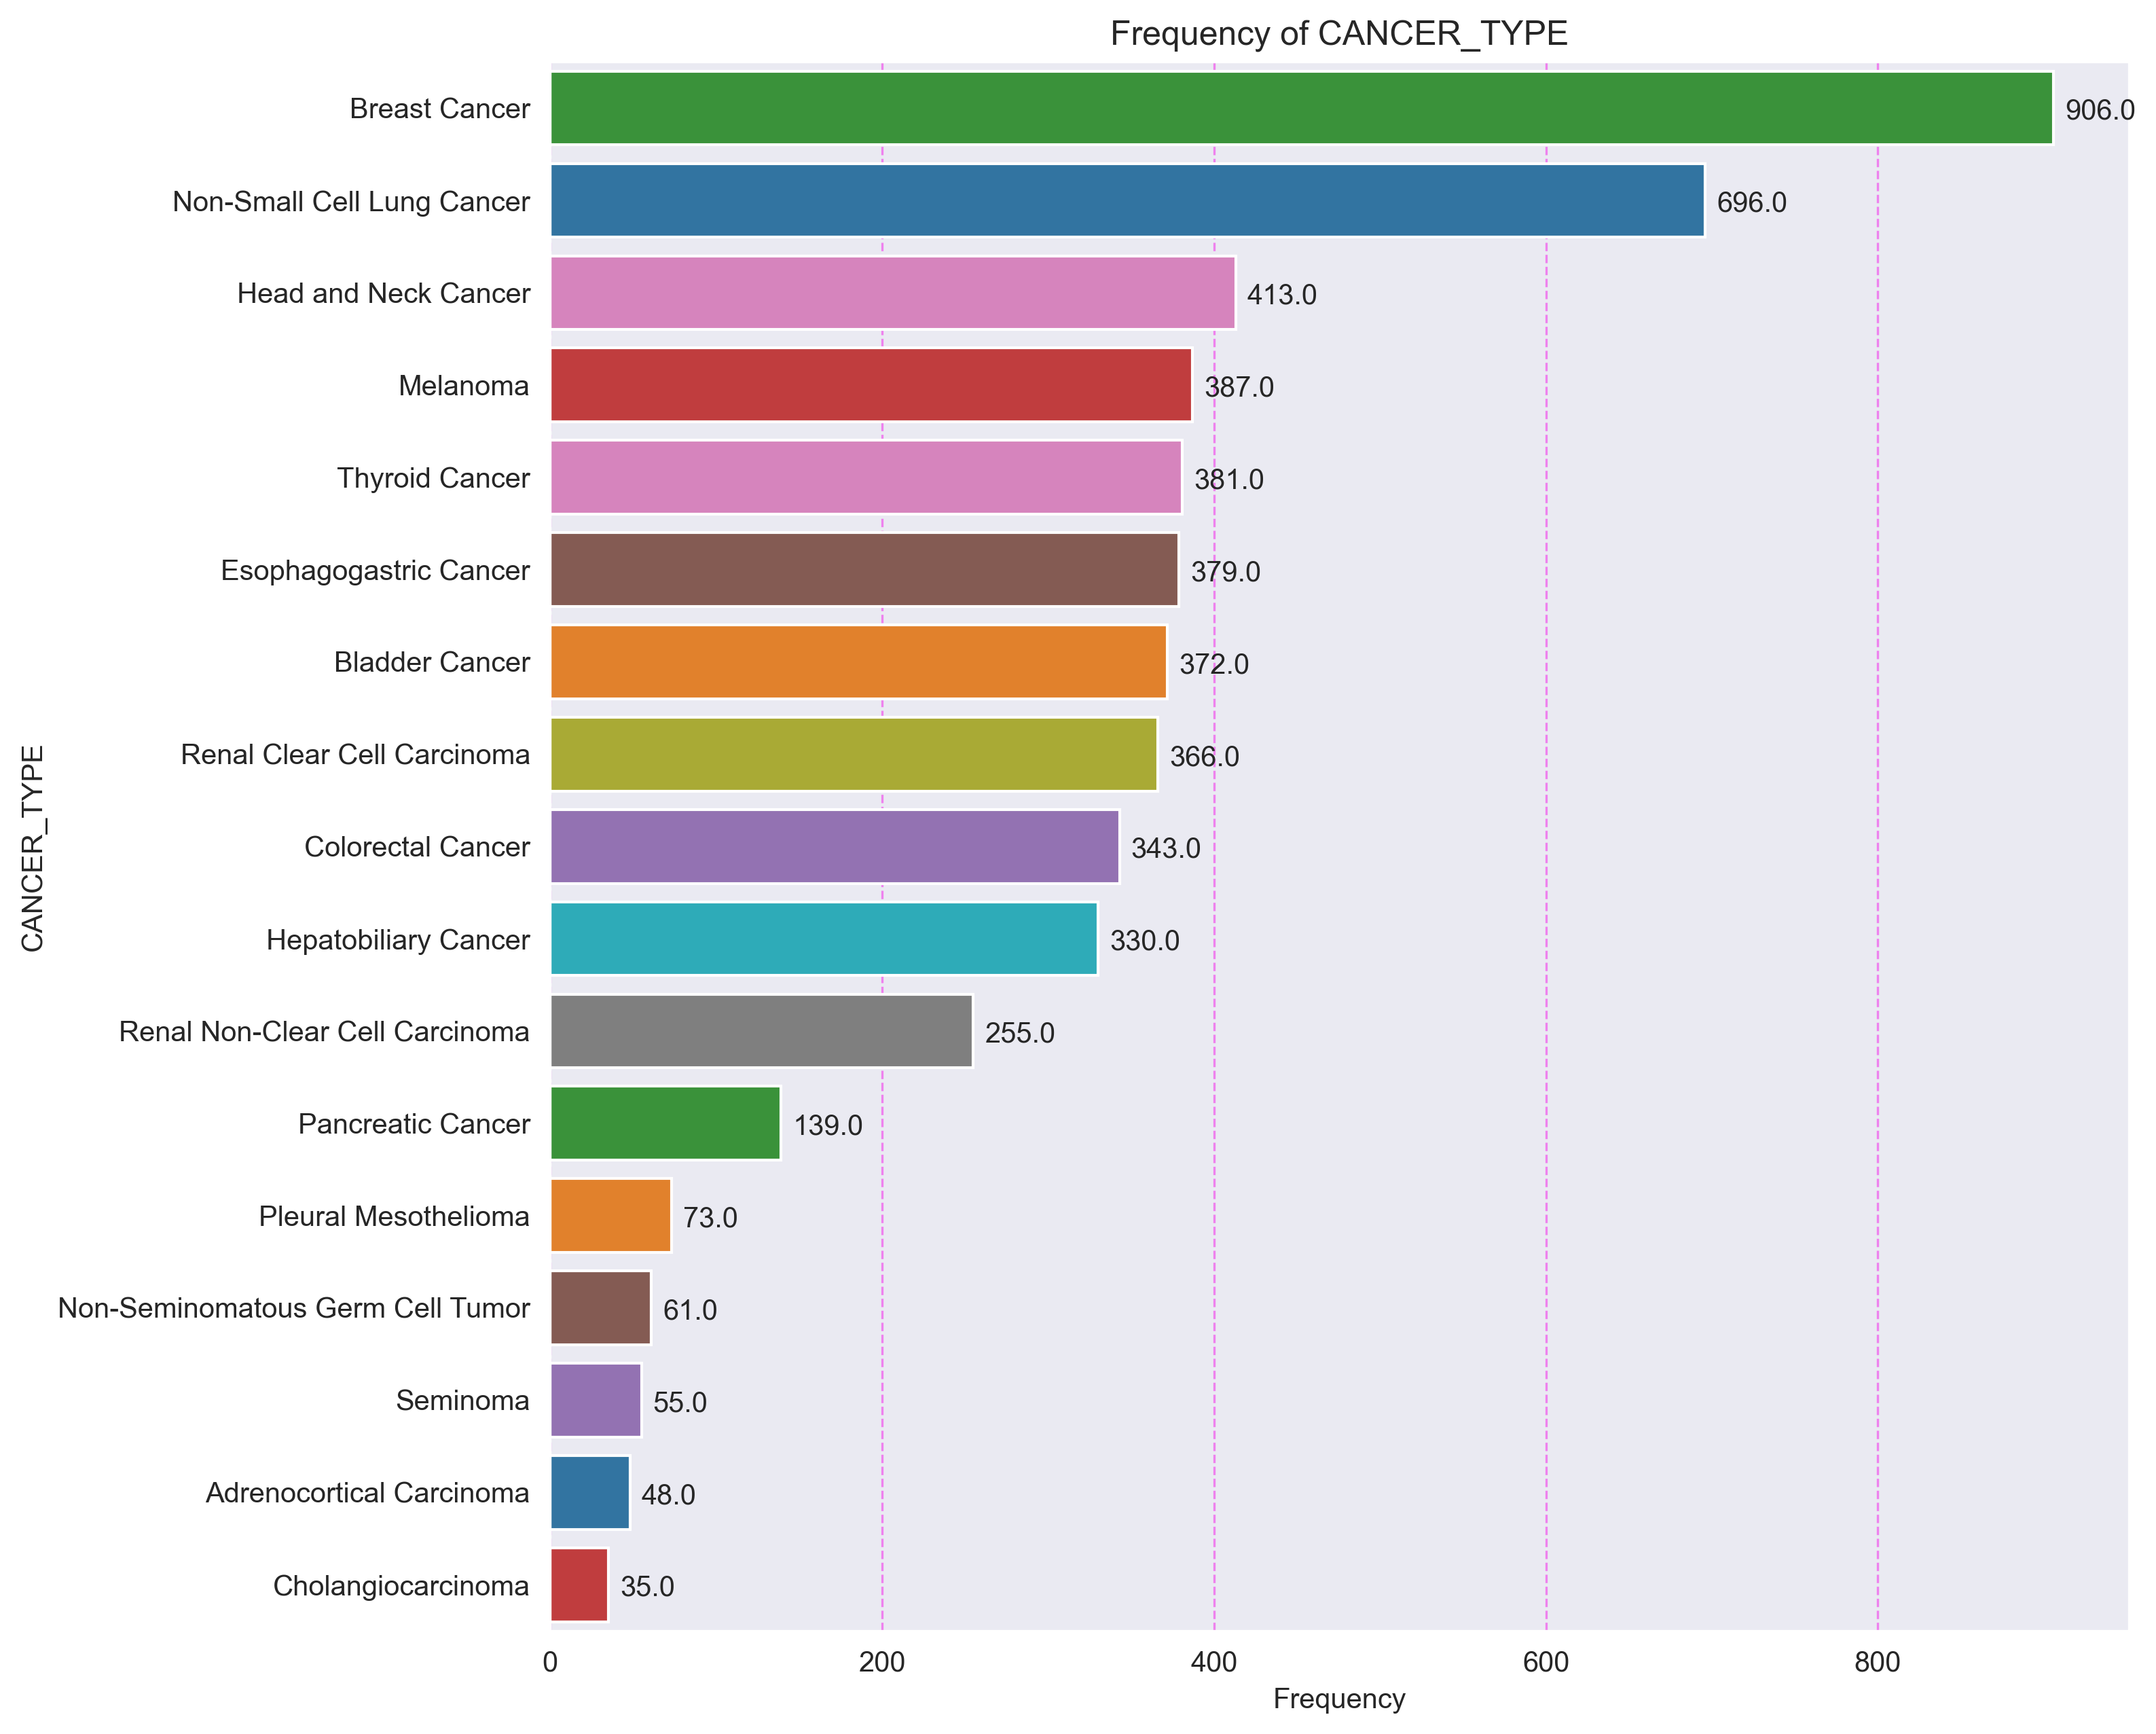 Frequency of CANCER_TYPE
Breast Cancer 906.0
Non-Small Cell Lung Cancer 696.0
Head and Neck Cancer 413.0
Melanoma 387.0
Thyroid Cancer 381.0
Esophagogastric Cancer 379.0
Bladder Cancer 372.0
Renal Clear Cell Carcinoma 366.0
Colorectal Cancer 343.0
Hepatobiliary Cancer 330.0
Renal Non-Clear Cell Carcinoma 255.0
Pancreatic Cancer 139.0
Pleural Mesothelioma 73.0
Non-Seminomatous Germ Cell Tumor 61.0
Seminoma 55.0
Adrenocortical Carcinoma 48.0
Cholangiocarcinoma 35.0
CANCER_TYPE
0 200 400 600 800
Frequency